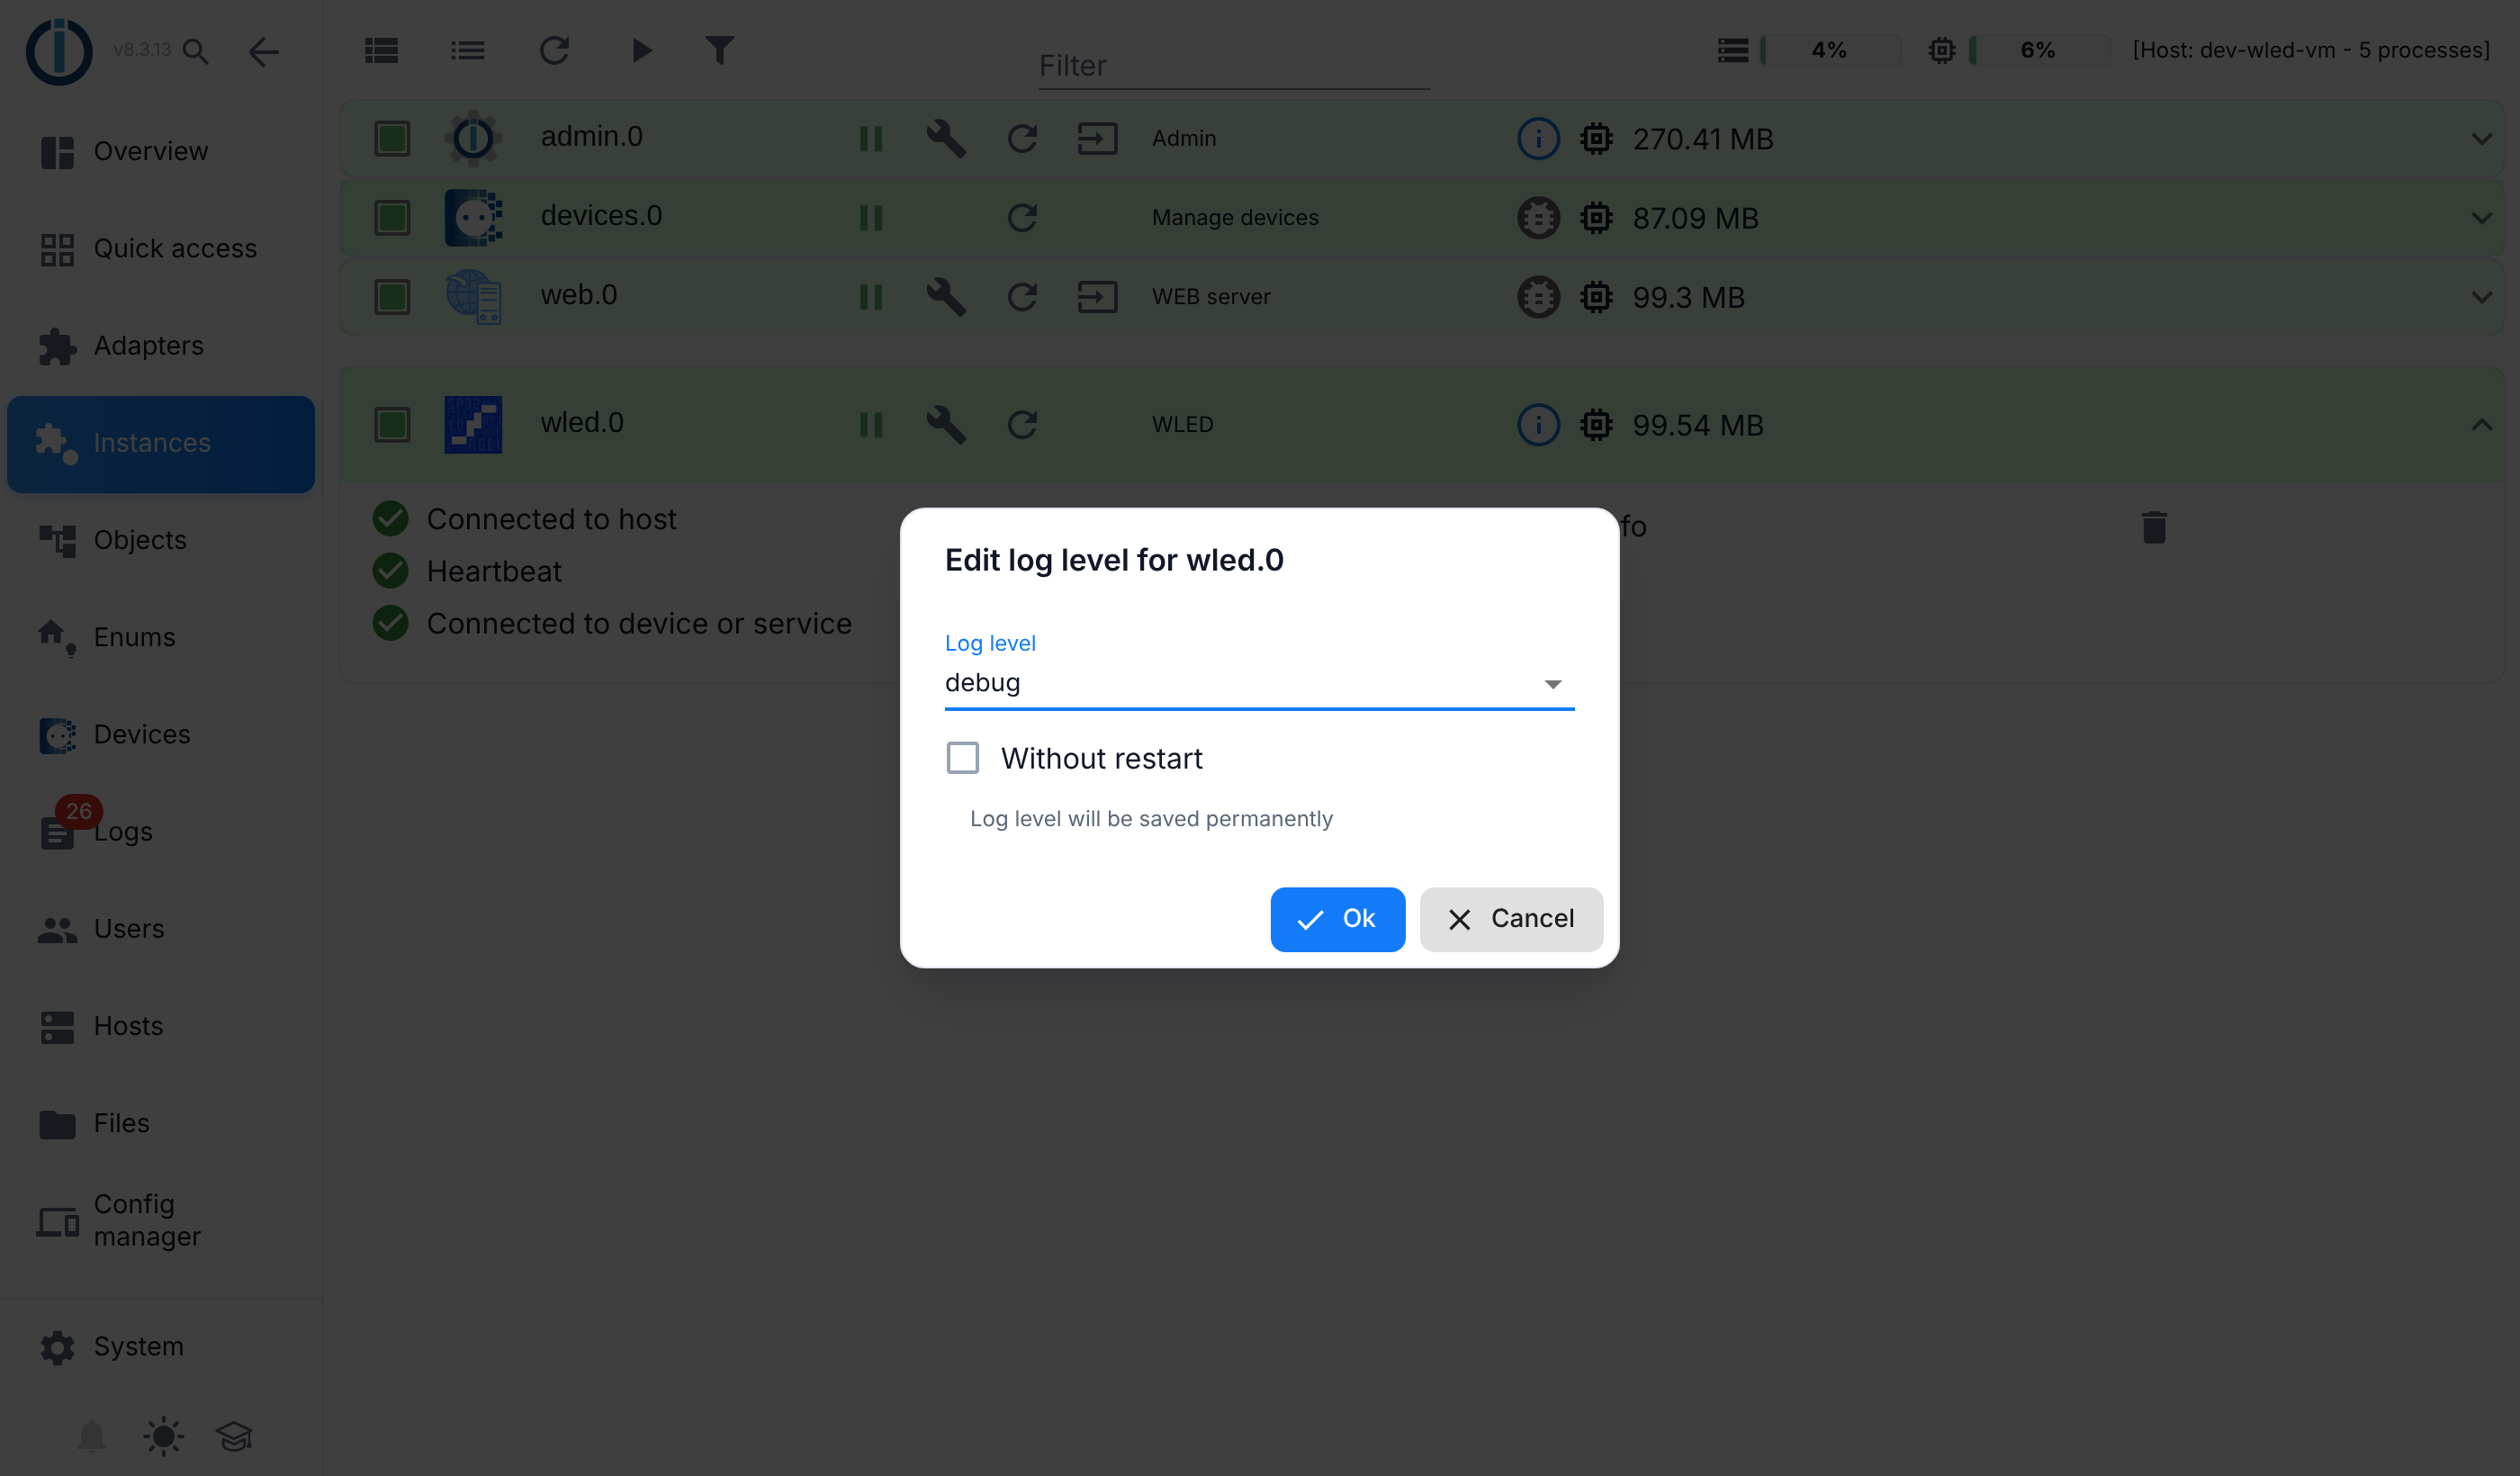 v8.3.13
Filter
4%
6%
[Host: dev-wled-vm - 5 processes]
Overview
Quick access
Adapters
Instances
Objects
Enums
Devices
26
Logs
Users
Hosts
Files
Config
manager
System
admin.0
Admin
270.41 MB
devices.0
Manage devices
87.09 MB
web.0
WEB server
99.3 MB
wled.0
WLED
99.54 MB
Connected to host
Heartbeat
Connected to device or service
fo
Edit log level for wled.0
Log level
debug
Without restart
Log level will be saved permanently
Ok
Cancel